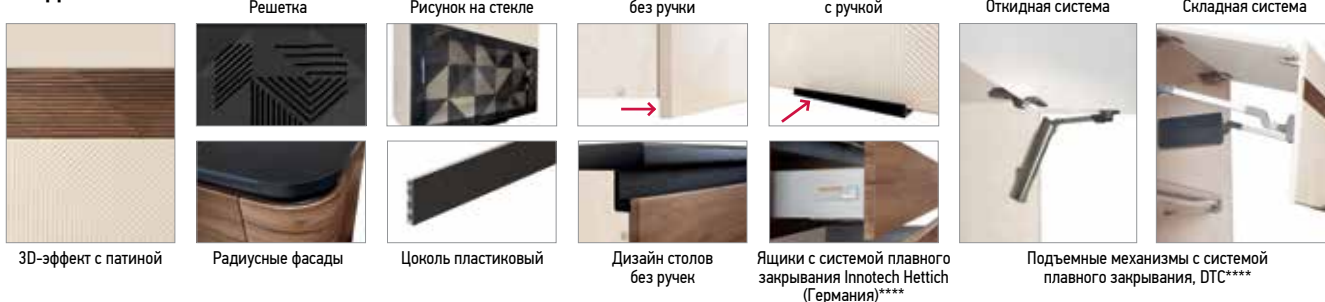 Решетка
Рисунок на стекле
без ручки
с ручкой
Откидная система
Складная система
3D-эффект с патиной
Радиусные фасады
Цоколь пластиковый
Дизайн столов
без ручек
Ящики с системой плавного
закрывания Innotech Hettich
(Германия)****
Подъемные механизмы с системой
плавного закрывания, DTC****